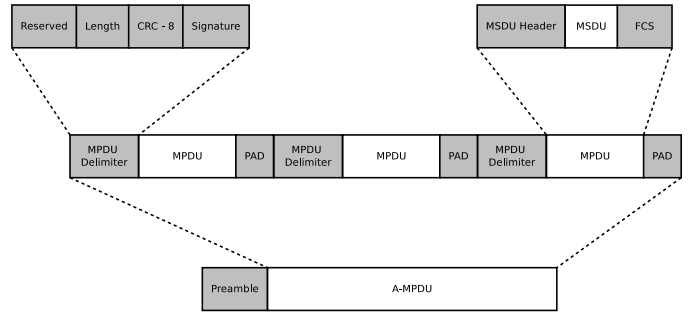 Reserved Length CRC - 8 Signature
MSDU Header MSDU FCS
MPDU
Delimiter
MPDU
PAD
MPDU
Delimiter
MPDU
PAD
MPDU
Delimiter
MPDU
PAD
Preamble
A-MPDU